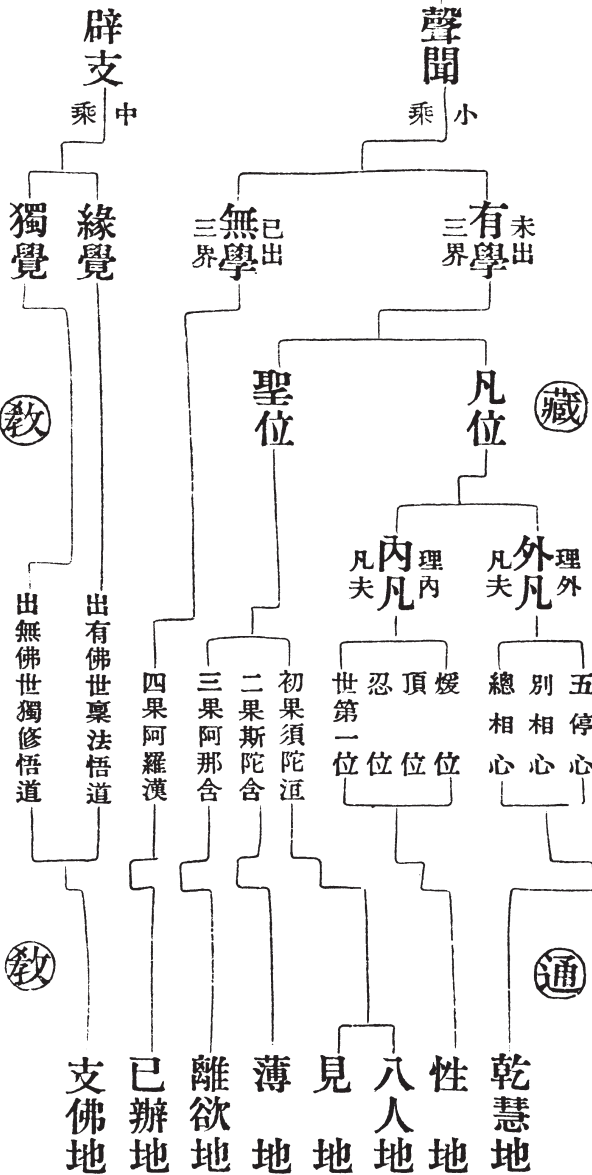 聲聞
小乘
辟支
中乘
有學
未出三界
無學
已出三界
緣覺
獨覺
凡位
聖位
藏教
外凡
理外凡夫
內凡
理內凡夫
五停心
別相心
總相心
煖位
頂位
忍位
世第一位
初果須陀洹
二果斯陀含
三果阿那含
四果阿羅漢
出有佛世稟法悟道
出無佛世獨修悟道
通教
乾慧地
性地
八人地
見地
薄地
離欲地
已辦地
支佛地